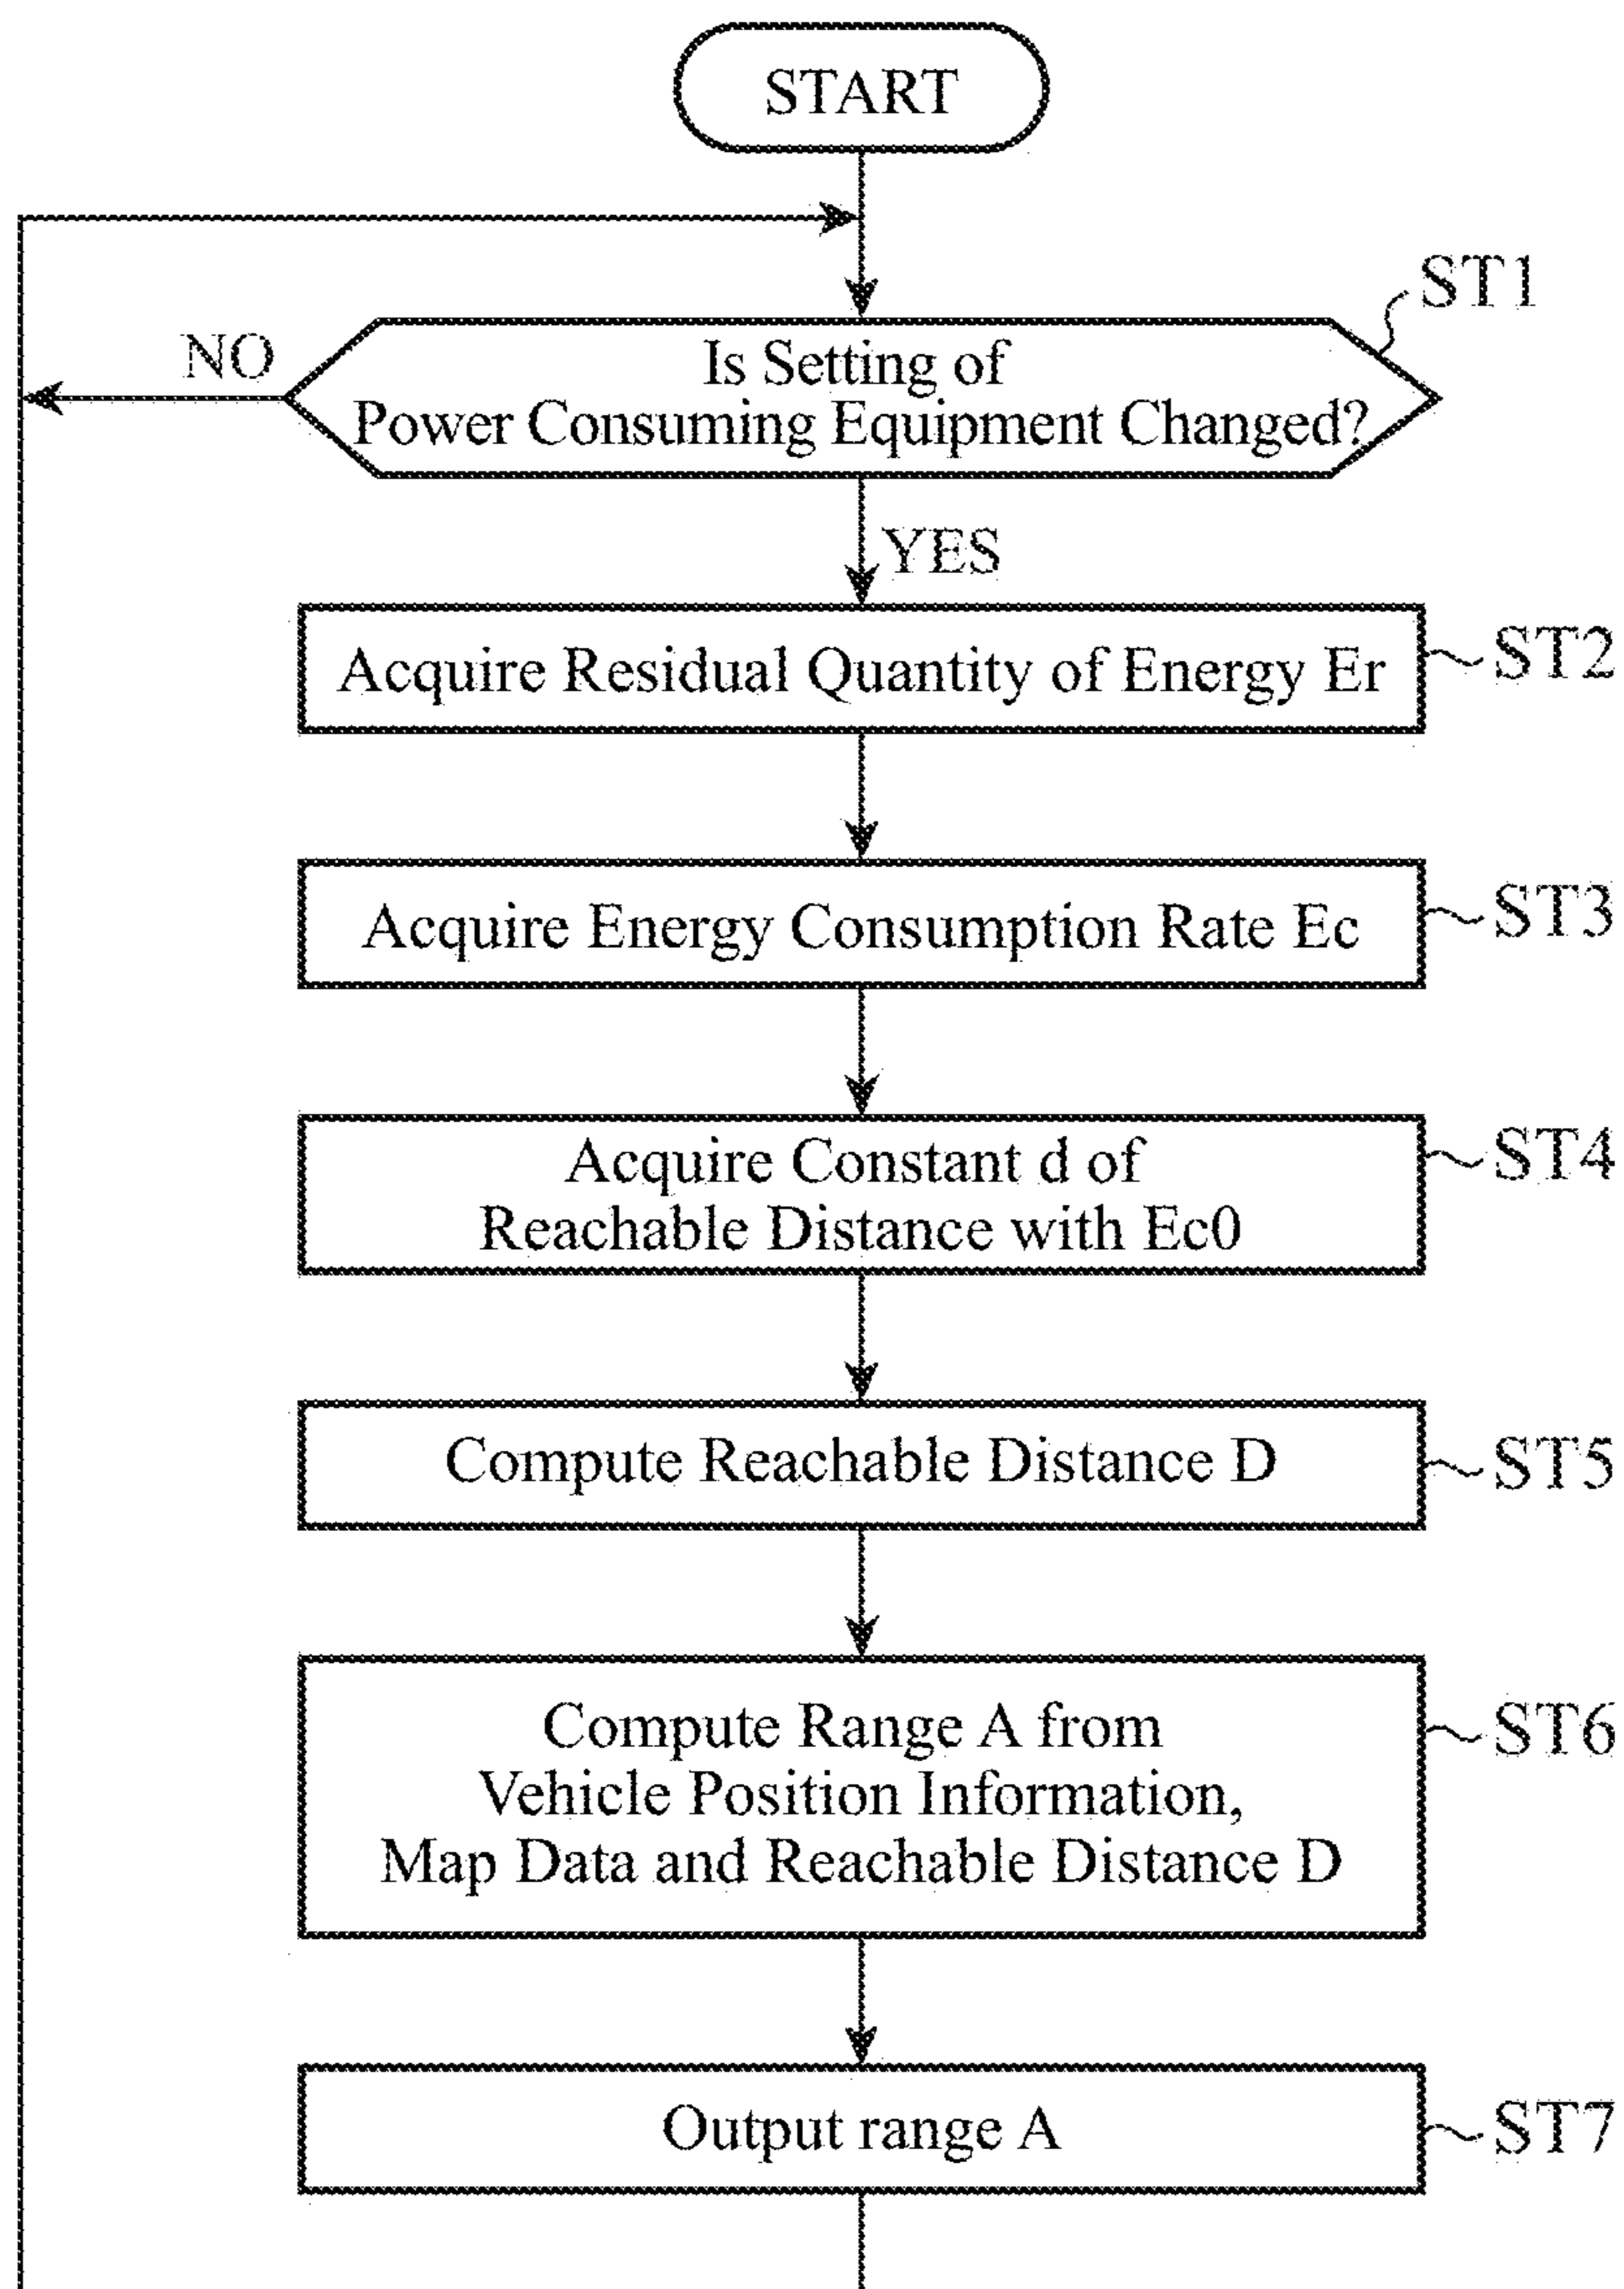 START
ST1
NO
Is Setting of
Power Consuming Equipment Changed?
YES
Acquire Residual Quantity of Energy Er
ST2
Acquire Energy Consumption Rate Ec
ST3
Acquire Constant d of
Reachable Distance with Ec0
ST4
Compute Reachable Distance D
ST5
Compute Range A from
Vehicle Position Information,
Map Data and Reachable Distance D
ST6
Output range A
ST7